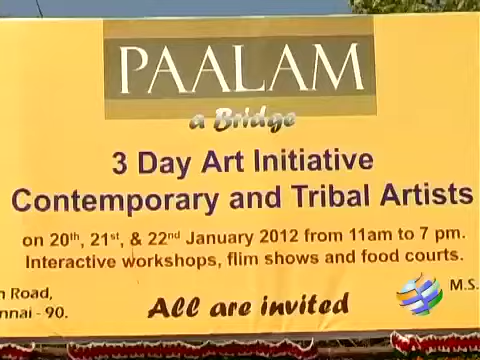 PAALAM
a Bridge
3 Day Art Initiative
Contemporary and Tribal Artists
on 20th, 21st, & 22nd January 2012 from 11am to 7 pm.
Interactive workshops, flim shows and food courts.
n Road,
nnai - 90.
All are invited
M.S.